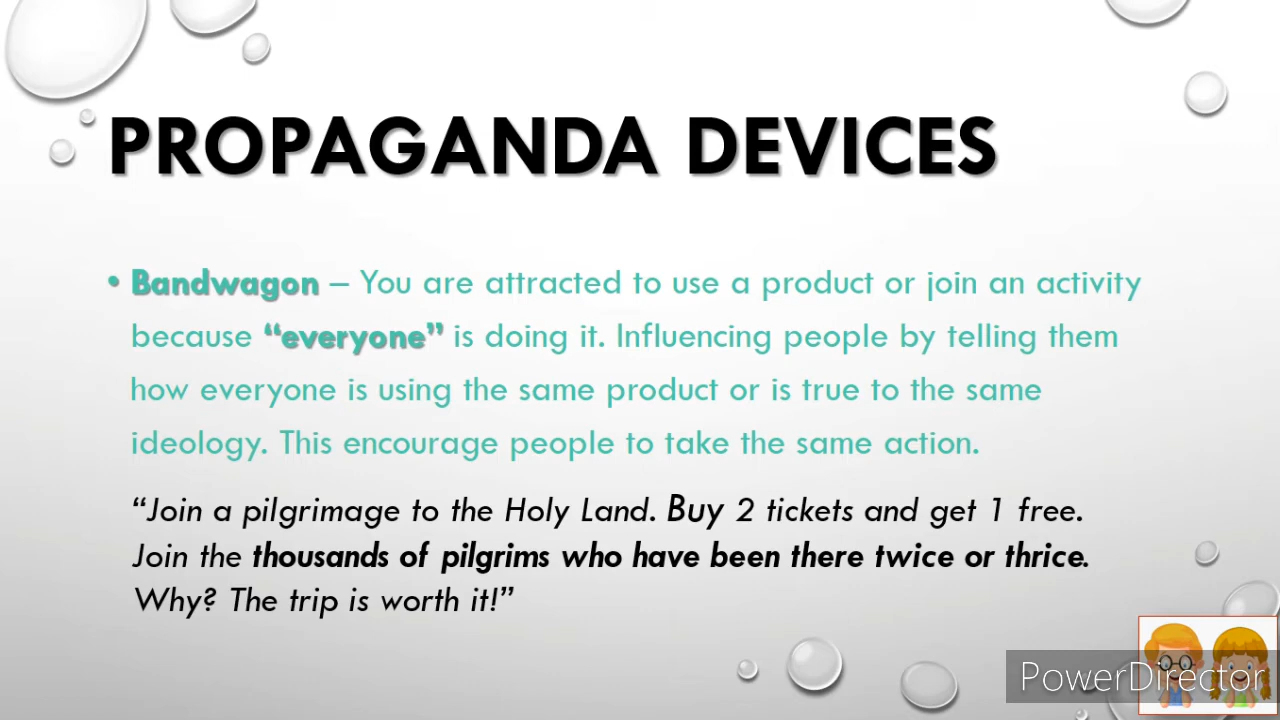 PROPAGANDA DEVICES
• Bandwagon – You are attracted to use a product or join an activity
because “everyone” is doing it. Influencing people by telling them
how everyone is using the same product or is true to the same
ideology. This encourage people to take the same action.
“Join a pilgrimage to the Holy Land. Buy 2 tickets and get 1 free.
Join the thousands of pilgrims who have been there twice or thrice.
Why? The trip is worth it!”
PowerDirector